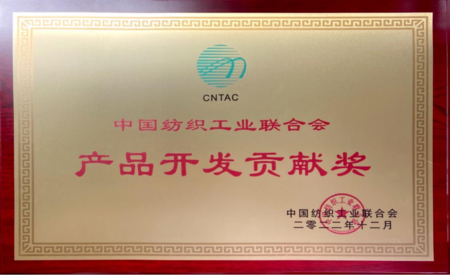 CNTAC
中国纺织工业联合会
产品开发贡献奖
中国纺织工业联合会
二零二二年十二月